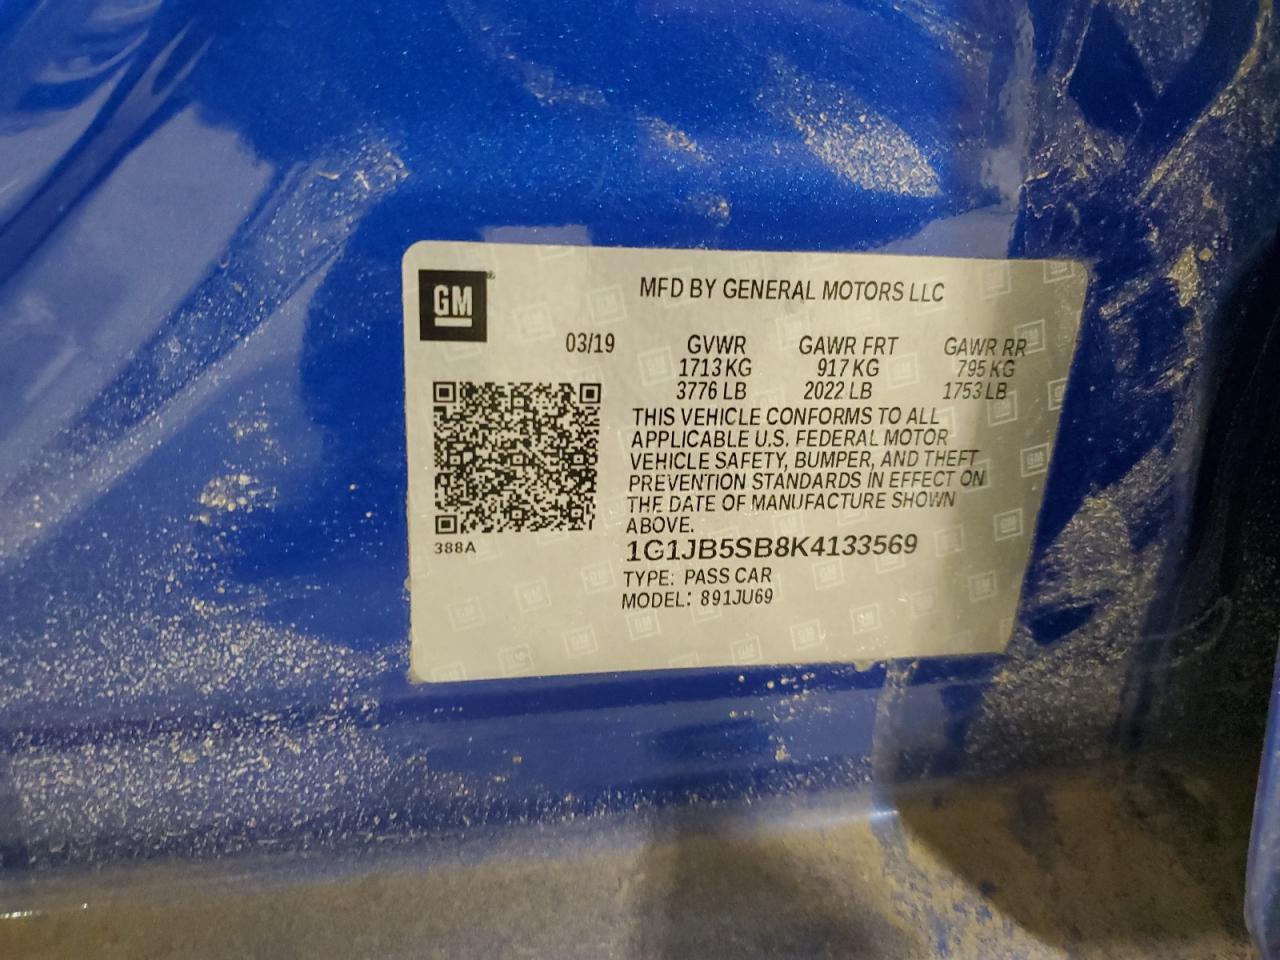 GM®
MFD BY GENERAL MOTORS LLC
03/19 GVWR GAWR FRT GAWR RR
1713 KG 917 KG 795 KG
3776 LB 2022 LB 1753 LB
THIS VEHICLE CONFORMS TO ALL
APPLICABLE U.S. FEDERAL MOTOR
VEHICLE SAFETY, BUMPER, AND THEFT
PREVENTION STANDARDS IN EFFECT ON
THE DATE OF MANUFACTURE SHOWN
ABOVE.
388A
1G1JB5SB8K4133569
TYPE: PASS CAR
MODEL: 891JU69